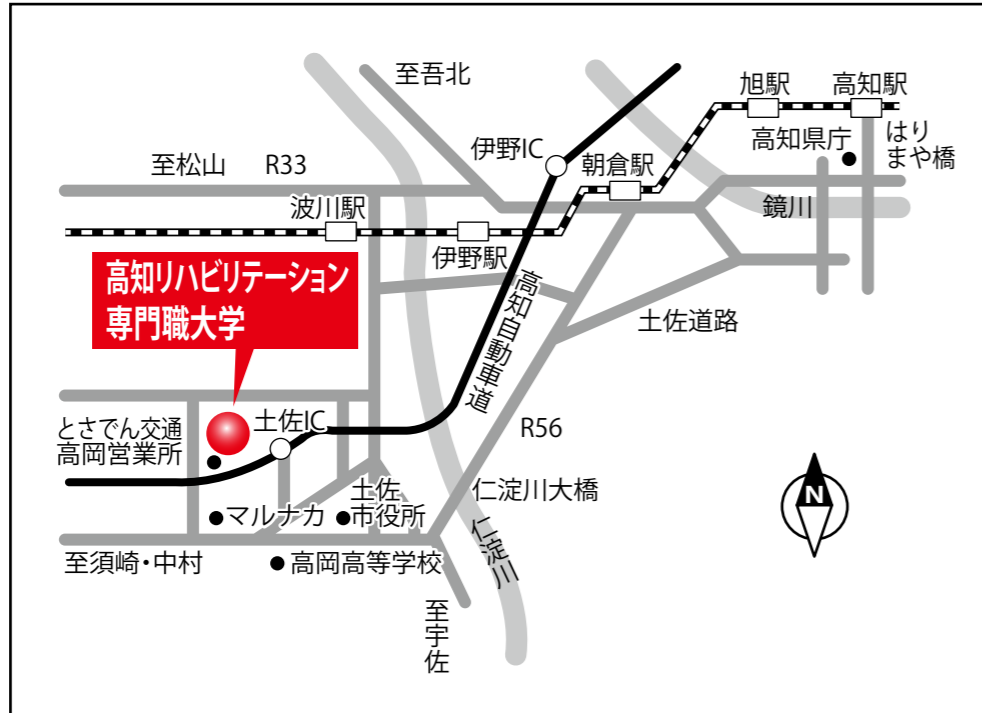 至吾北
旭駅
高知駅
高知県庁
はり
まや橋
伊野IC
朝倉駅
至松山 R33
鏡川
波川駅
伊野駅
高知リハビリテーション
専門職大学
高知自動車道
土佐道路
とさでん交通
高岡営業所
土佐IC
R56
土佐
市役所
仁淀川大橋
マルナカ
仁淀川
至須崎・中村
高岡高等学校
至宇佐
N